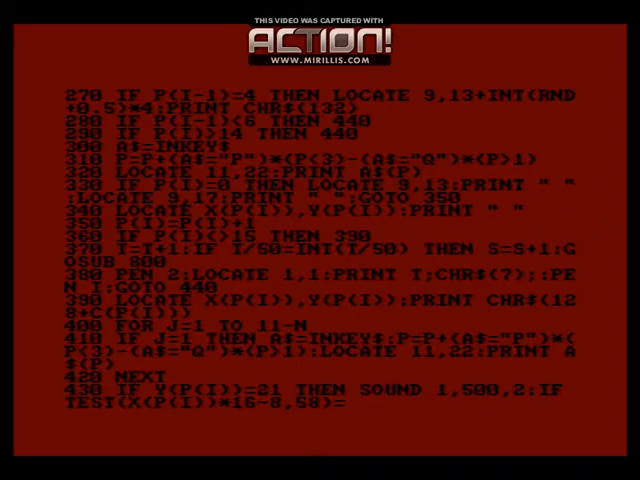 THIS VIDEO WAS CAPTURED WITH
ACTION!
WWW.MIRILLIS.COM
270 IF P(I-1)=4 THEN LOCATE 9,13+INT(RND
+0.5)*4:PRINT CHR$(132)
280 IF P(I-1)<6 THEN 440
290 IF P(I)>14 THEN 440
300 A$=INKEY$
310 P=P+(A$="P")*(P(3)-(A$="Q")*(P>1)
320 LOCATE 11,22:PRINT A$(P)
330 IF P(I)=0 THEN LOCATE 9,13:PRINT " "
:LOCATE 9,17:PRINT " ":GOTO 350
340 LOCATE X(P(I)),Y(P(I)):PRINT " "
350 P(I)=P(I)+1
360 IF P(I)<>15 THEN 390
370 T=T+1:IF T/50=INT(T/50) THEN S=S+1:G
OSUB 800
380 PEN 2:LOCATE 1,1:PRINT T;CHR$(7);:PE
N I:GOTO 440
390 LOCATE X(P(I)),Y(P(I)):PRINT CHR$(12
8+C(P(I)))
400 FOR J=1 TO 11-N
410 IF J=1 THEN A$=INKEY$:P=P+(A$="P")*(
P(3)-(A$="Q")*(P>1):LOCATE 11,22:PRINT A
$(P)
420 NEXT
430 IF Y(P(I))=21 THEN SOUND 1,500,2:IF
TEST(X(P(I))*16-8,58)=